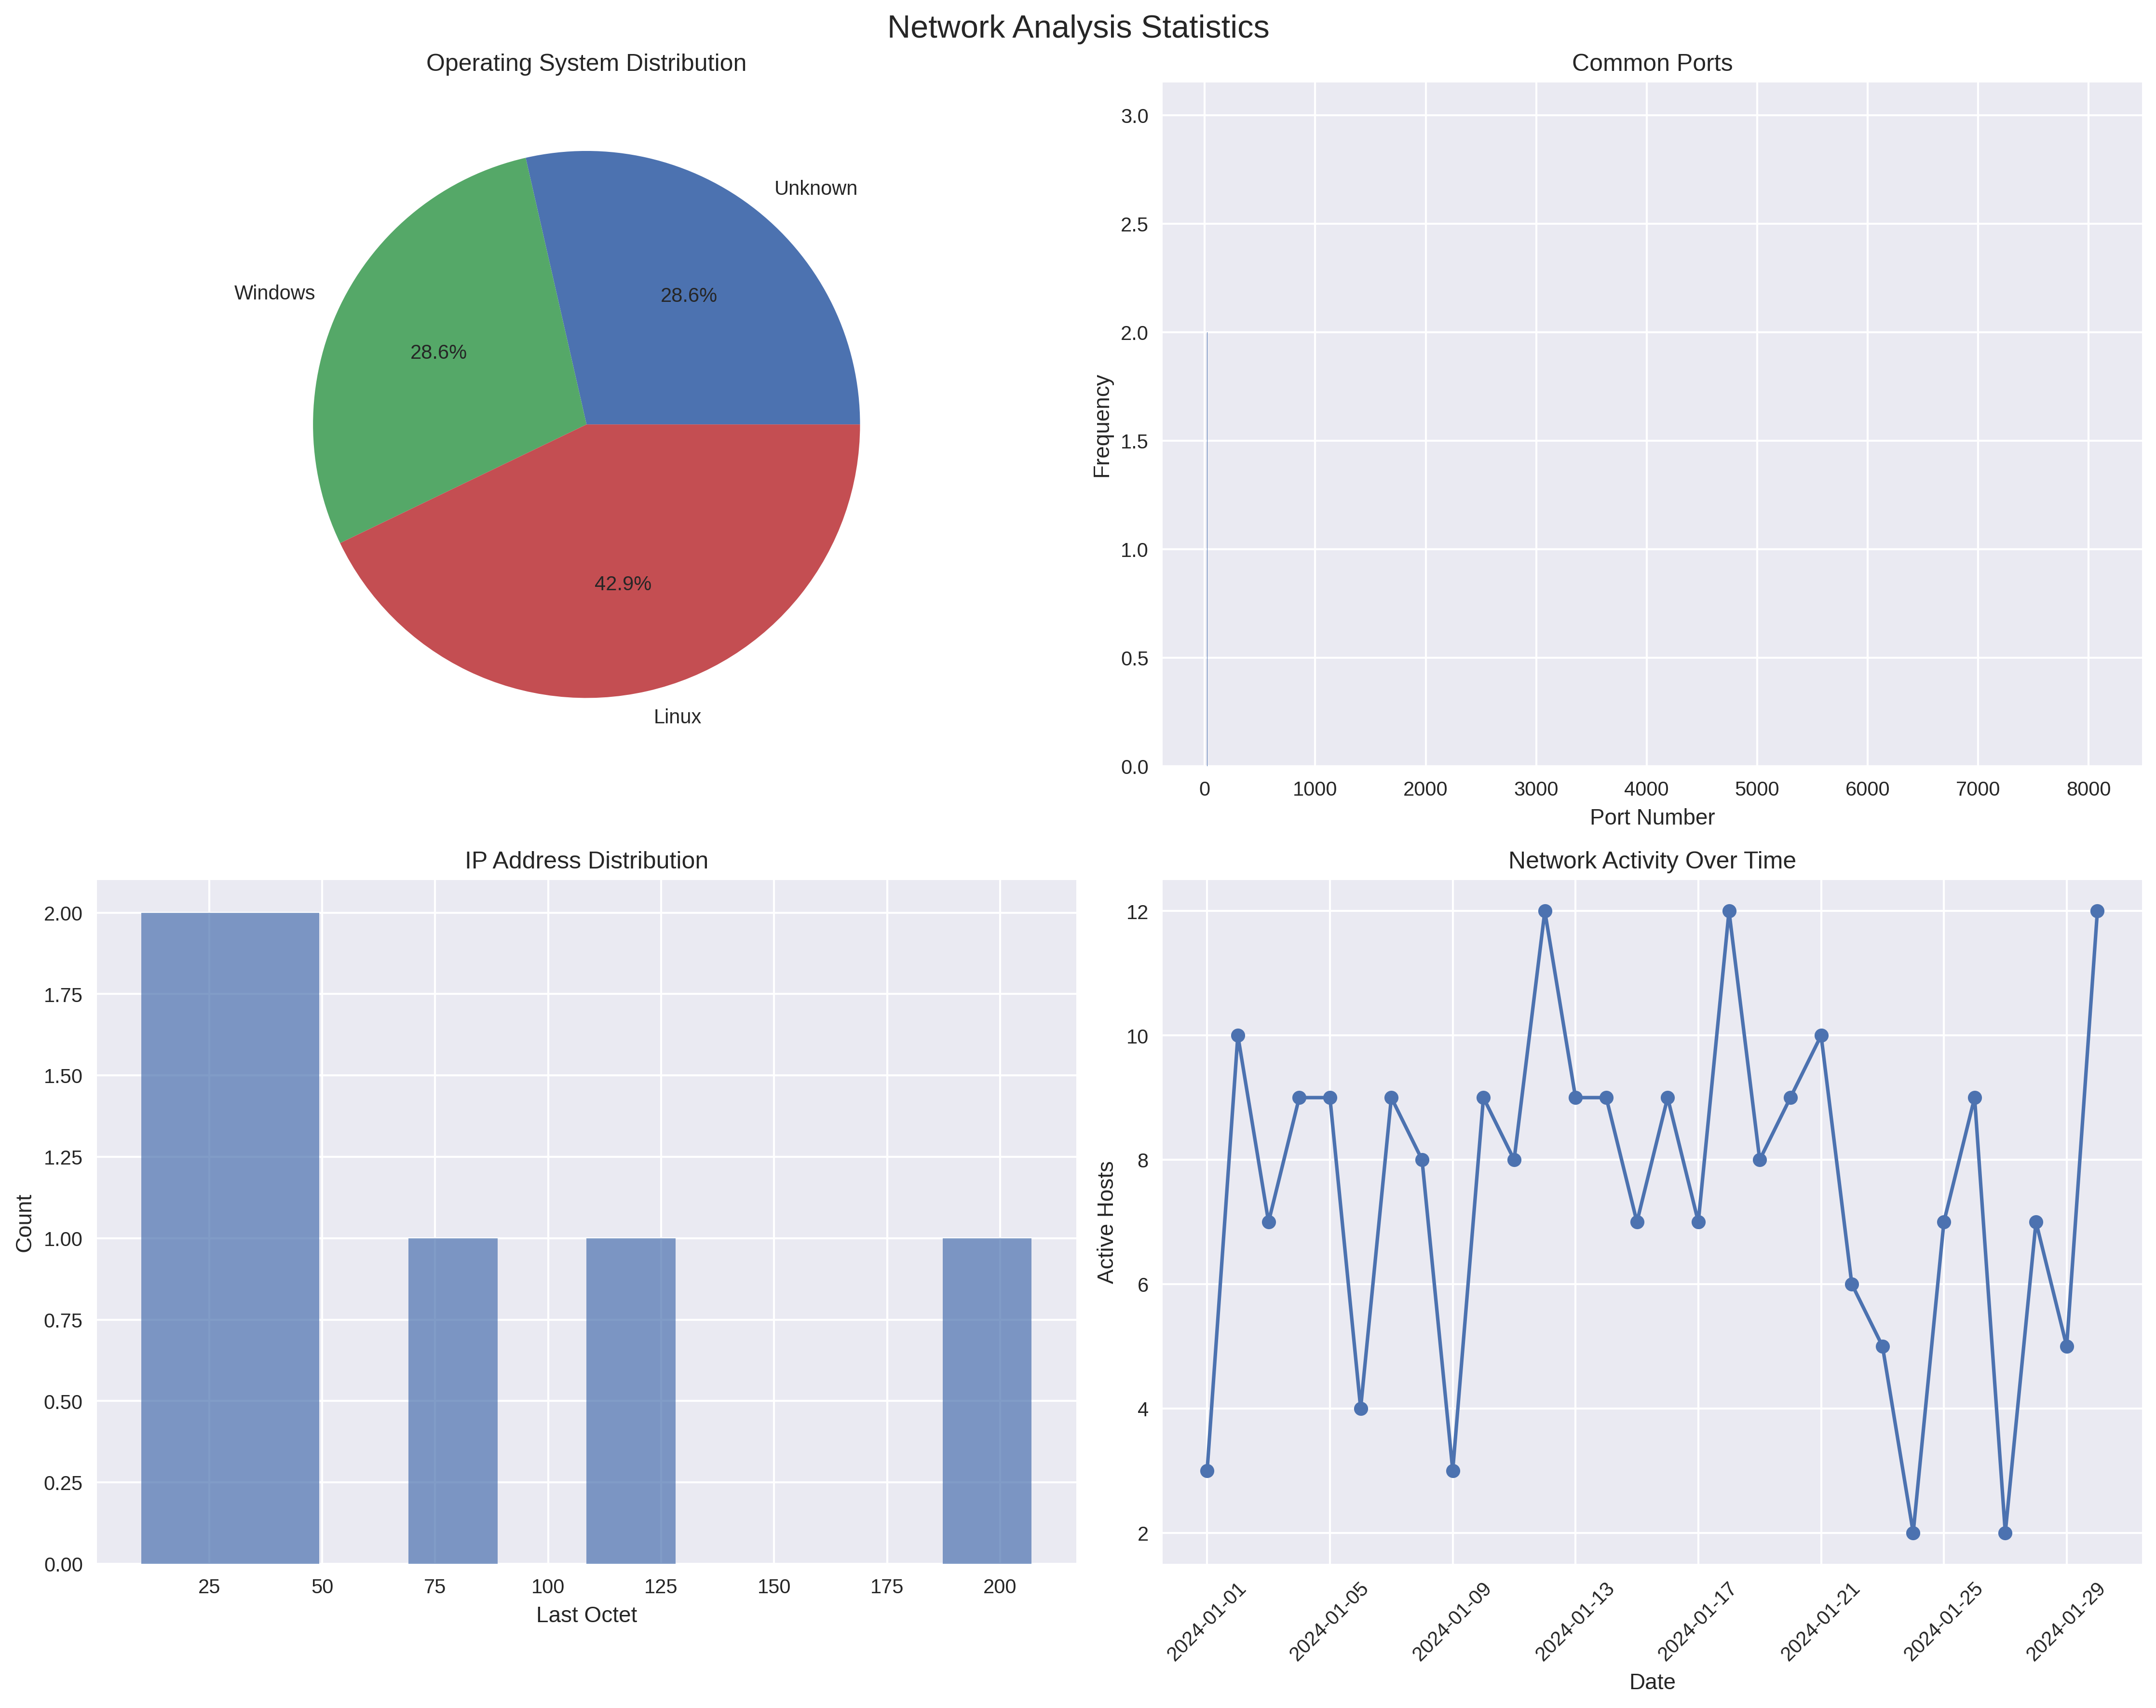 Network Analysis Statistics
Operating System Distribution
Unknown
Windows
Linux
28.6%
28.6%
42.9%
Common Ports
3.0
2.5
2.0
1.5
1.0
0.5
0.0
Frequency
0 1000 2000 3000 4000 5000 6000 7000 8000
Port Number
IP Address Distribution
2.00
1.75
1.50
1.25
1.00
0.75
0.50
0.25
0.00
Count
25 50 75 100 125 150 175 200
Last Octet
Network Activity Over Time
12
10
8
6
4
2
Active Hosts
2024-01-01 2024-01-05 2024-01-09 2024-01-13 2024-01-17 2024-01-21 2024-01-25 2024-01-29
Date